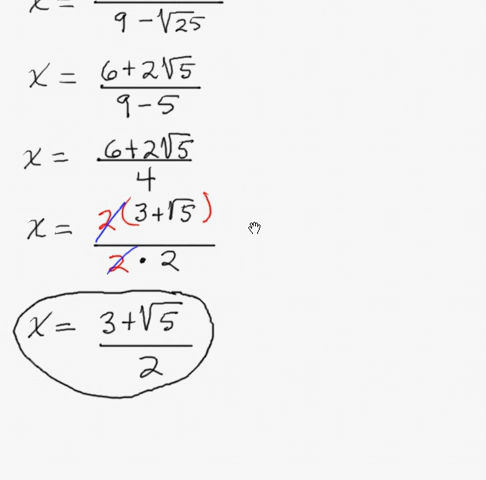 x = ——— / 9 - √25
x = (6 + 2√5) / (9 - 5)
x = (6 + 2√5) / 4
x = 2(3 + √5) / (2 · 2)
x = (3 + √5) / 2